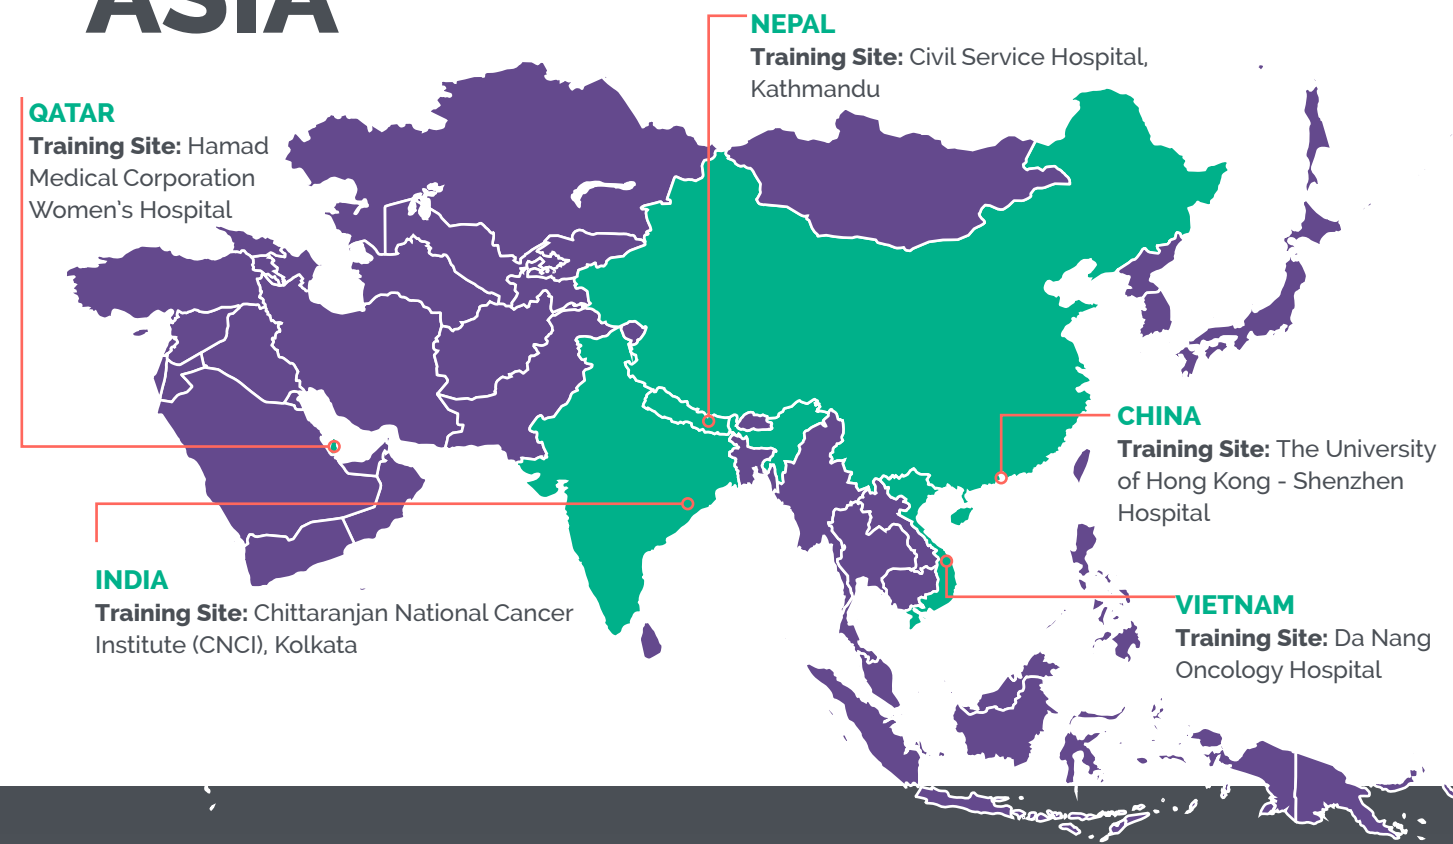 ASIA
NEPAL
Training Site: Civil Service Hospital,
Kathmandu
QATAR
Training Site: Hamad
Medical Corporation
Women's Hospital
CHINA
Training Site: The University
of Hong Kong - Shenzhen
Hospital
INDIA
Training Site: Chittaranjan National Cancer
Institute (CNCI), Kolkata
VIETNAM
Training Site: Da Nang
Oncology Hospital